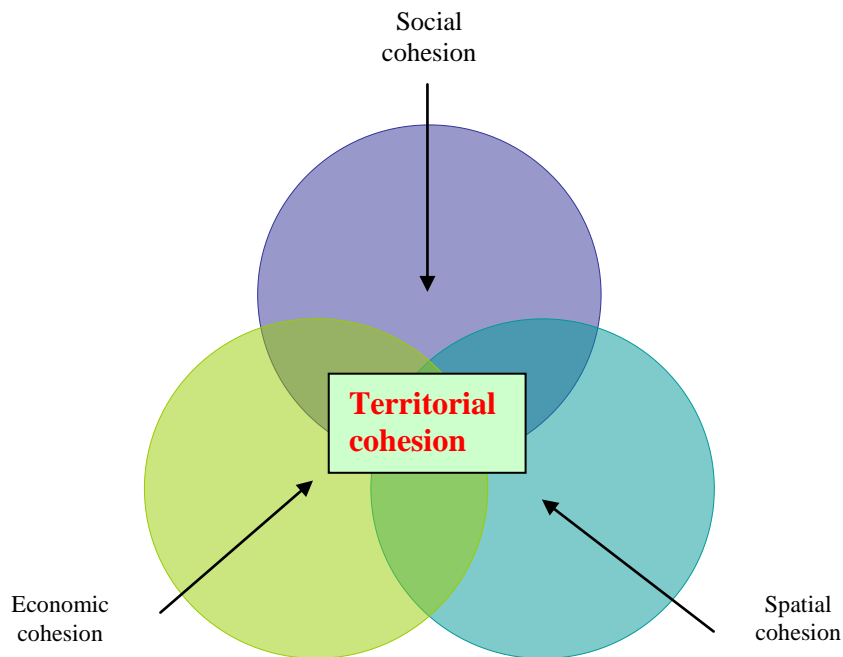 Social
cohesion
Territorial
cohesion
Economic
cohesion
Spatial
cohesion